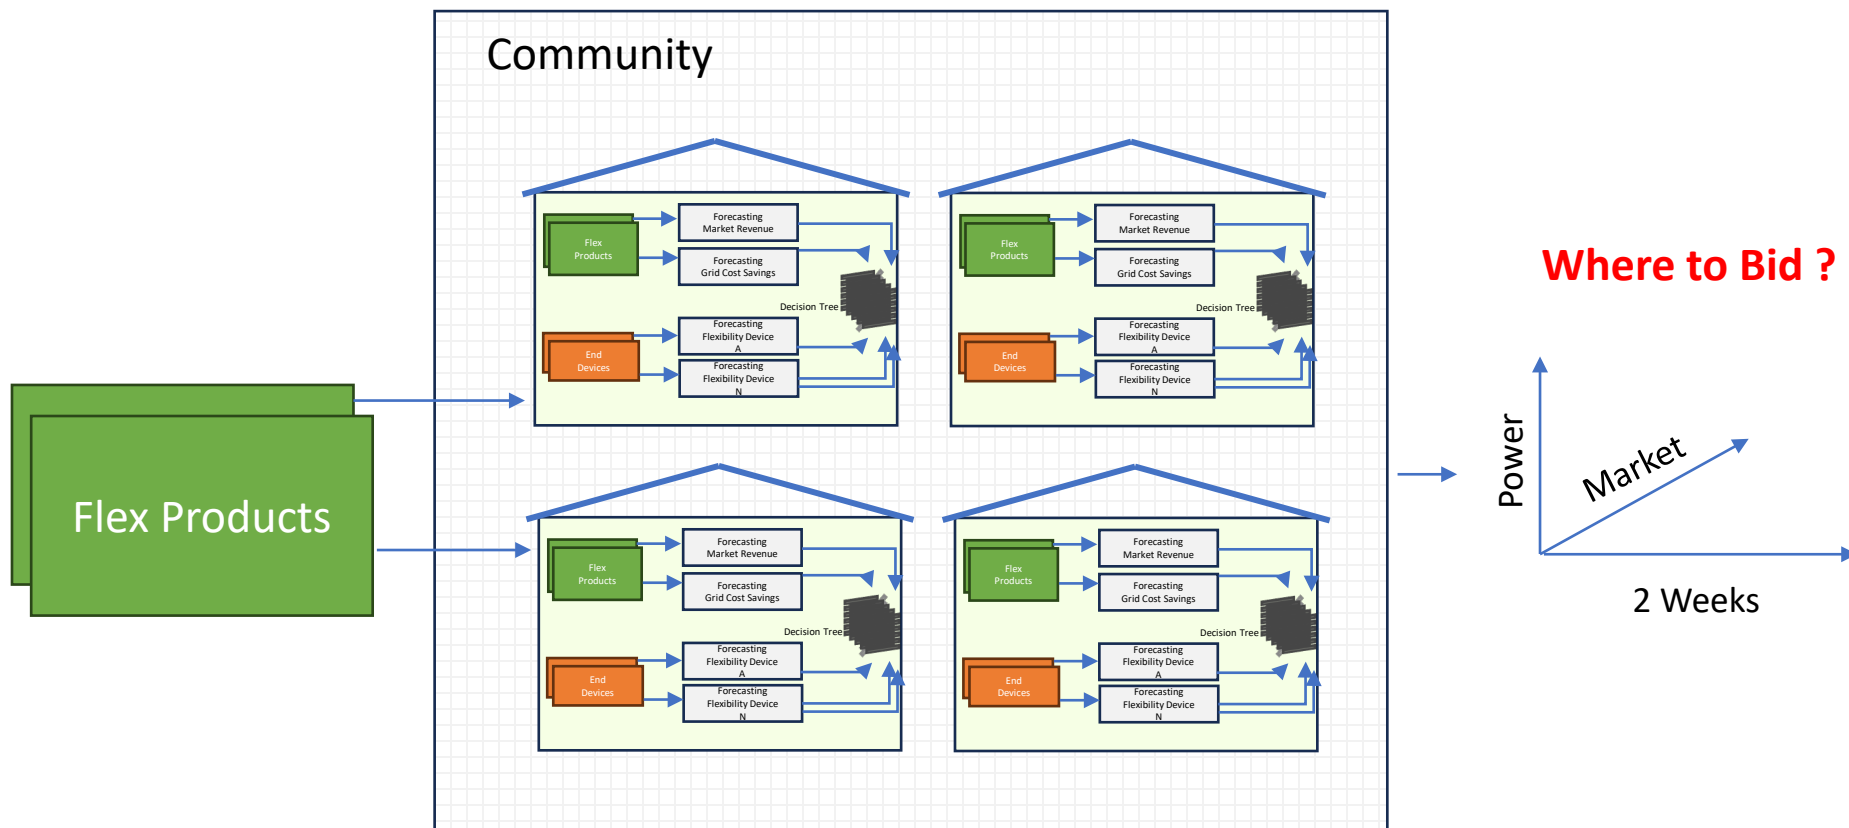 Community
Flex Products
Flex
Products
Forecasting
Market Revenue
Forecasting
Grid Cost Savings
Decision Tree
End
Devices
Forecasting
Flexibility Device
A
Forecasting
Flexibility Device
N
Flex
Products
Forecasting
Market Revenue
Forecasting
Grid Cost Savings
Decision Tree
End
Devices
Forecasting
Flexibility Device
A
Forecasting
Flexibility Device
N
Flex
Products
Forecasting
Market Revenue
Forecasting
Grid Cost Savings
Decision Tree
End
Devices
Forecasting
Flexibility Device
A
Forecasting
Flexibility Device
N
Flex
Products
Forecasting
Market Revenue
Forecasting
Grid Cost Savings
Decision Tree
End
Devices
Forecasting
Flexibility Device
A
Forecasting
Flexibility Device
N
Where to Bid ?
Power
Market
2 Weeks